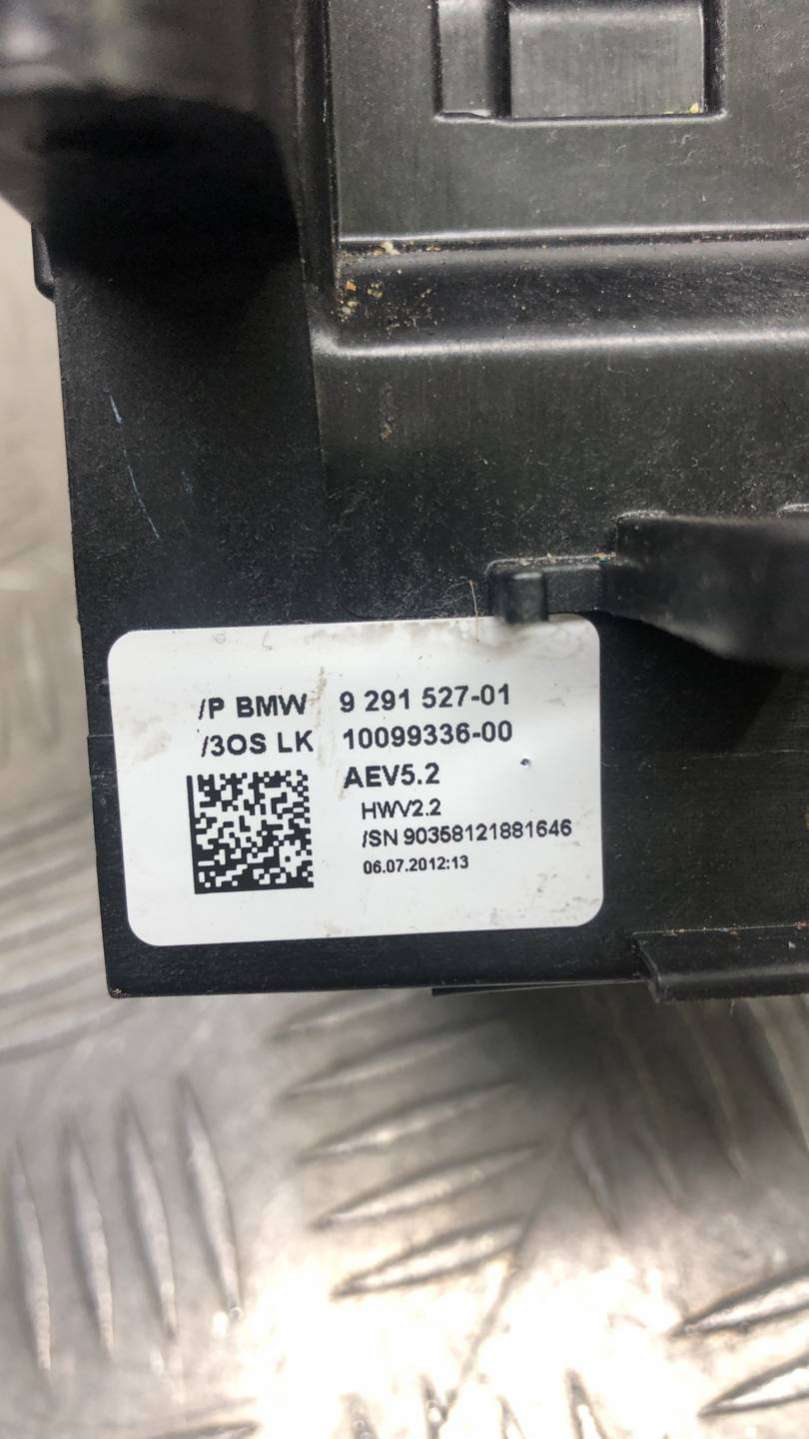 /P BMW 9 291 527-01
/3OS LK 10099336-00
AEV5.2
HWV2.2
/SN 90358121881646
06.07.2012:13